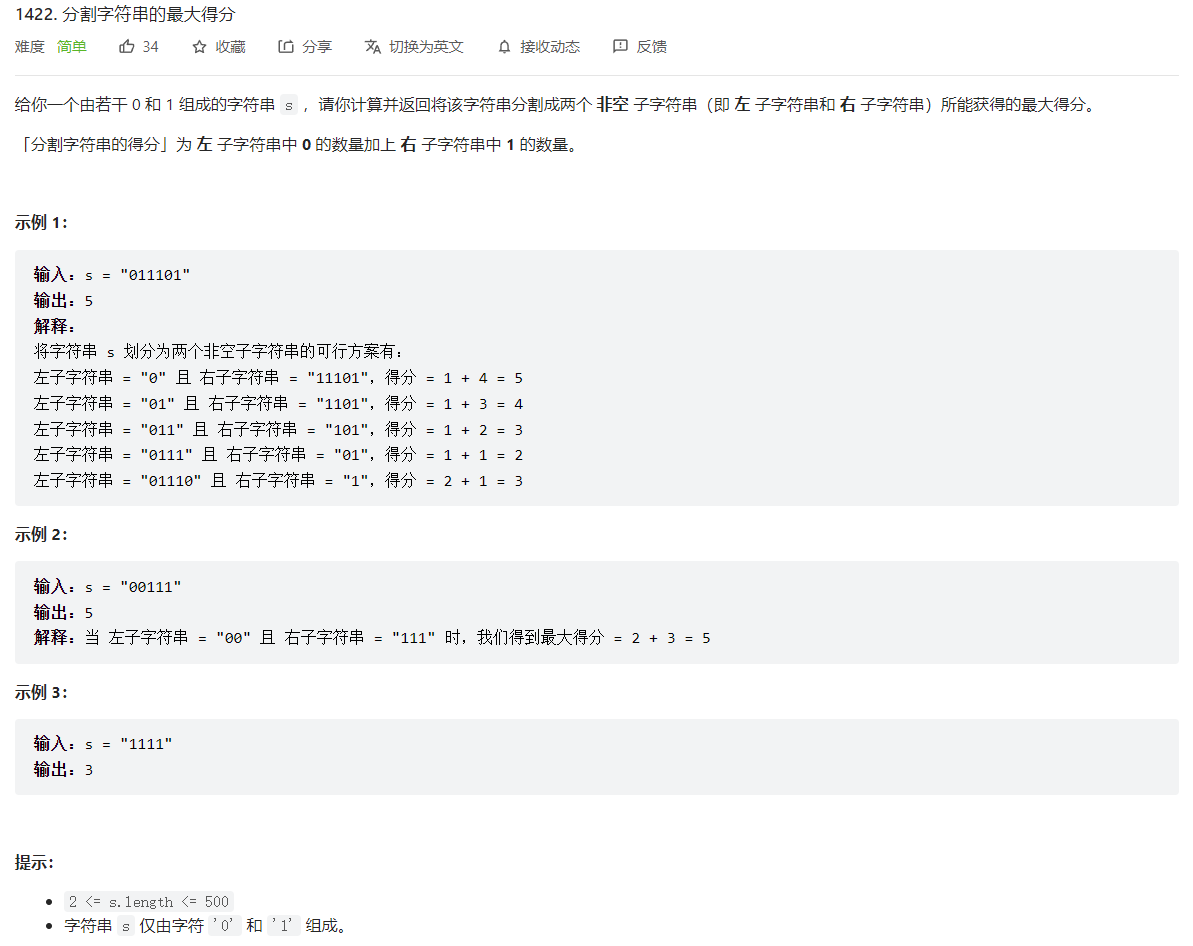 1422. 分割字符串的最大得分
难度 简单 34 收藏 分享 切换为英文 接收动态 反馈
给你一个由若干 0 和 1 组成的字符串 s ，请你计算并返回将该字符串分割成两个 非空 子字符串（即 左 子字符串和 右 子字符串）所能获得的最大得分。
「分割字符串的得分」为 左 子字符串中 0 的数量加上 右 子字符串中 1 的数量。
示例 1：
输入：s = "011101"
输出：5
解释：
将字符串 s 划分为两个非空子字符串的可行方案有：
左子字符串 = "0" 且 右子字符串 = "11101"，得分 = 1 + 4 = 5
左子字符串 = "01" 且 右子字符串 = "1101"，得分 = 1 + 3 = 4
左子字符串 = "011" 且 右子字符串 = "101"，得分 = 1 + 2 = 3
左子字符串 = "0111" 且 右子字符串 = "01"，得分 = 1 + 1 = 2
左子字符串 = "01110" 且 右子字符串 = "1"，得分 = 2 + 1 = 3
示例 2：
输入：s = "00111"
输出：5
解释：当 左子字符串 = "00" 且 右子字符串 = "111" 时，我们得到最大得分 = 2 + 3 = 5
示例 3：
输入：s = "1111"
输出：3
提示：
• 2 <= s.length <= 500
• 字符串 s 仅由字符 '0' 和 '1' 组成。